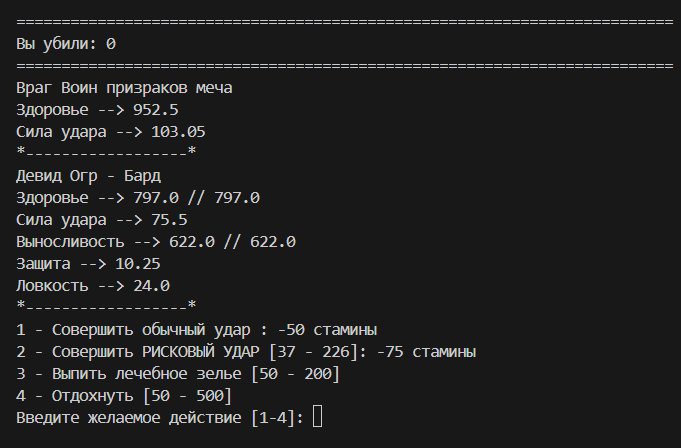 =========================================================================
Вы убили: 0
=========================================================================
Враг Воин призраков меча
Здоровье --> 952.5
Сила удара --> 103.05
*------------------*
Девид Огр - Бард
Здоровье --> 797.0 // 797.0
Сила удара --> 75.5
Выносливость --> 622.0 // 622.0
Защита --> 10.25
Ловкость --> 24.0
*------------------*
1 - Совершить обычный удар : -50 стамины
2 - Совершить РИСКОВЫЙ УДАР [37 - 226]: -75 стамины
3 - Выпить лечебное зелье [50 - 200]
4 - Отдохнуть [50 - 500]
Введите желаемое действие [1-4]: